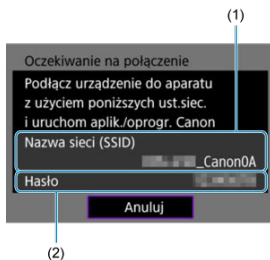 (1)
Oczekiwanie na połączenie
Podłącz urządzenie do aparatu
z użyciem poniższych ust.siec.
i uruchom aplik./oprogr. Canon
Nazwa sieci (SSID)
_Canon0A
Hasło
Anuluj
(2)